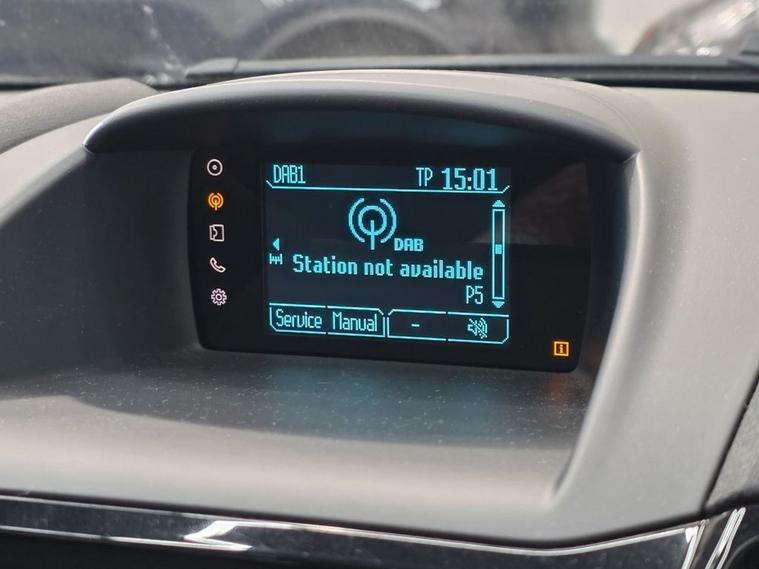 DAB1 TP 15:01
DAB
Station not available
P5
Service Manual -
i